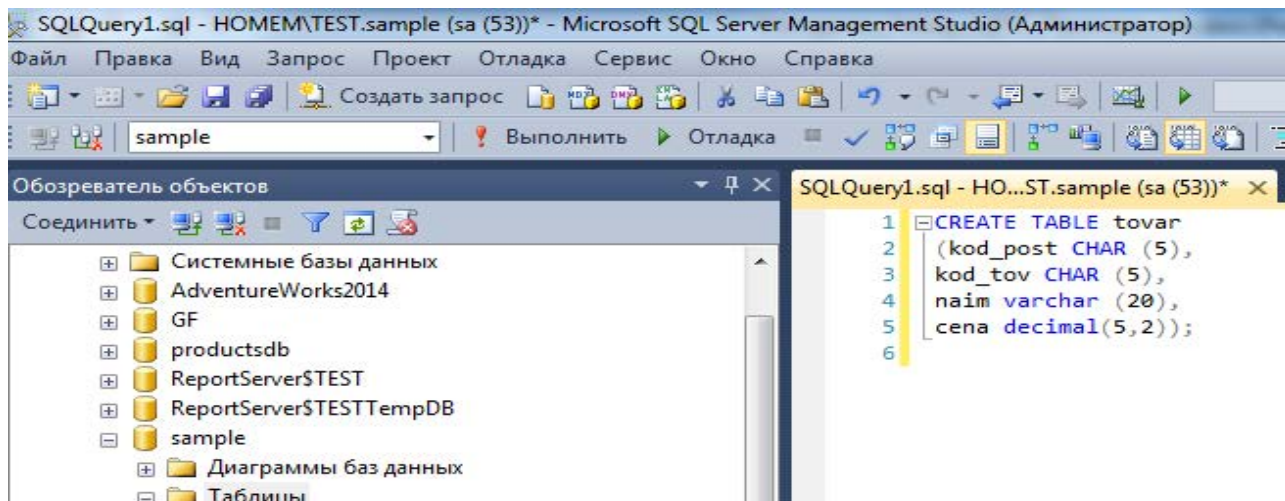 SQLQuery1.sql - HOMEM\TEST.sample (sa (53))* - Microsoft SQL Server Management Studio (Администратор)
Файл Правка Вид Запрос Проект Отладка Сервис Окно Справка
Создать запрос
sample Выполнить Отладка
Обозреватель объектов
Соединить
Системные базы данных
AdventureWorks2014
GF
productsdb
ReportServer$TEST
ReportServer$TESTTempDB
sample
Диаграммы баз данных
Таблицы
SQLQuery1.sql - HO...ST.sample (sa (53))*
1 CREATE TABLE tovar
2 (kod_post CHAR (5),
3 kod_tov CHAR (5),
4 naim varchar (20),
5 cena decimal(5,2));
6